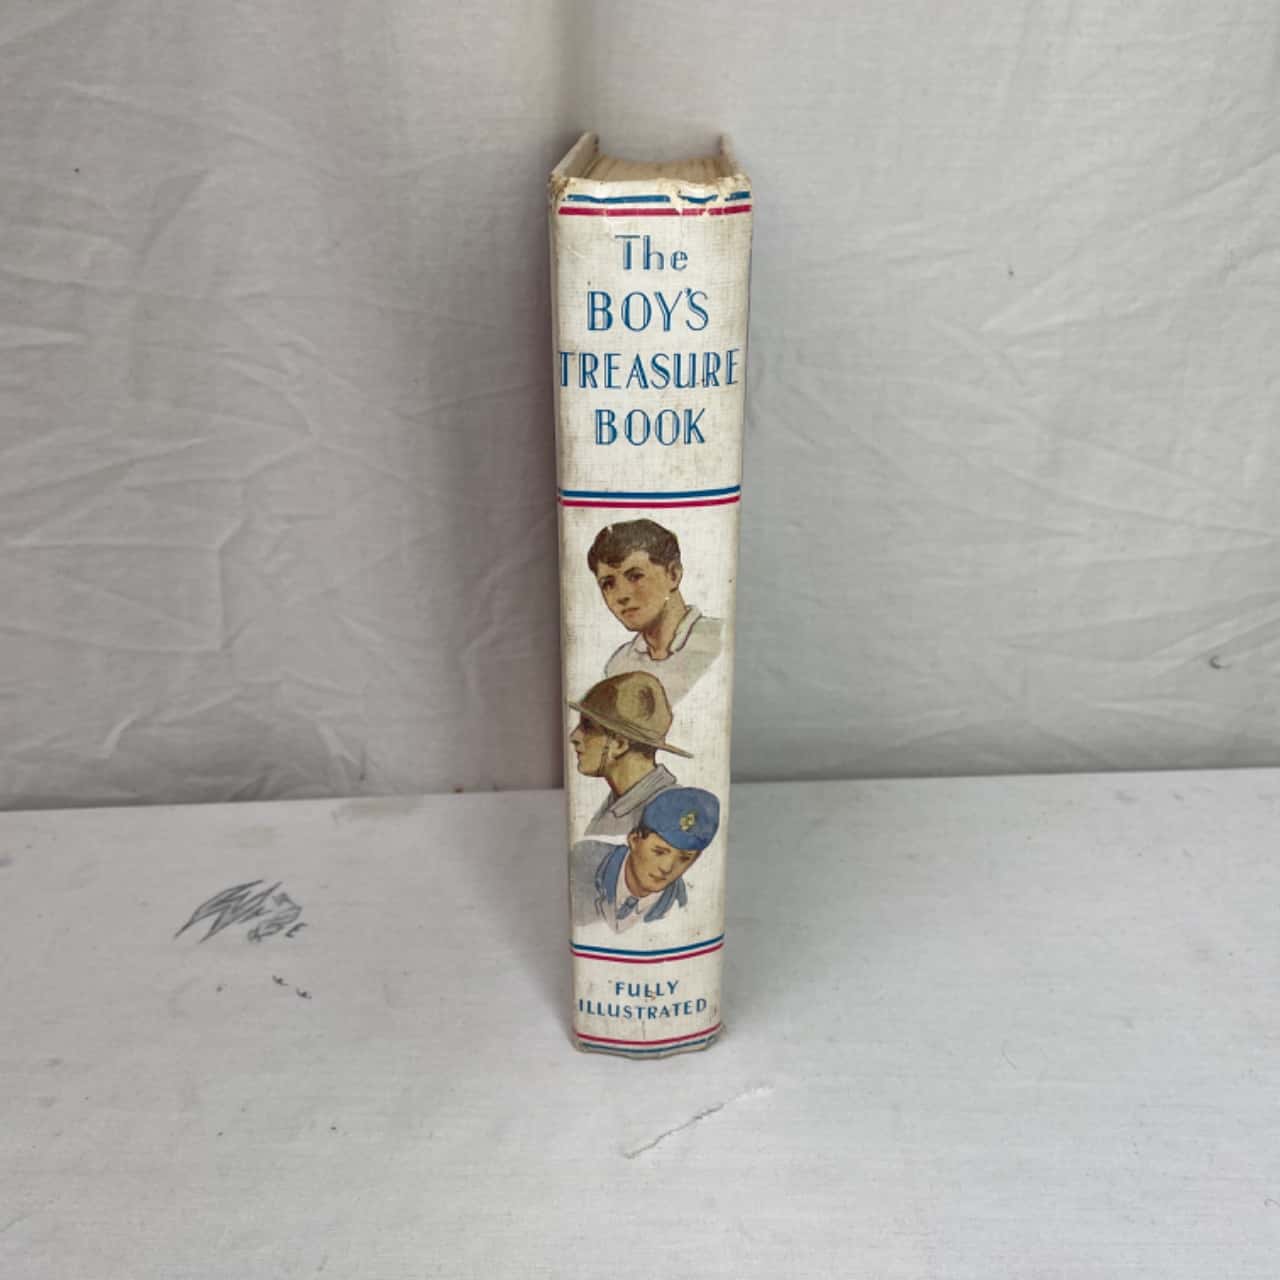 The
BOY'S
TREASURE
BOOK
FULLY
ILLUSTRATED